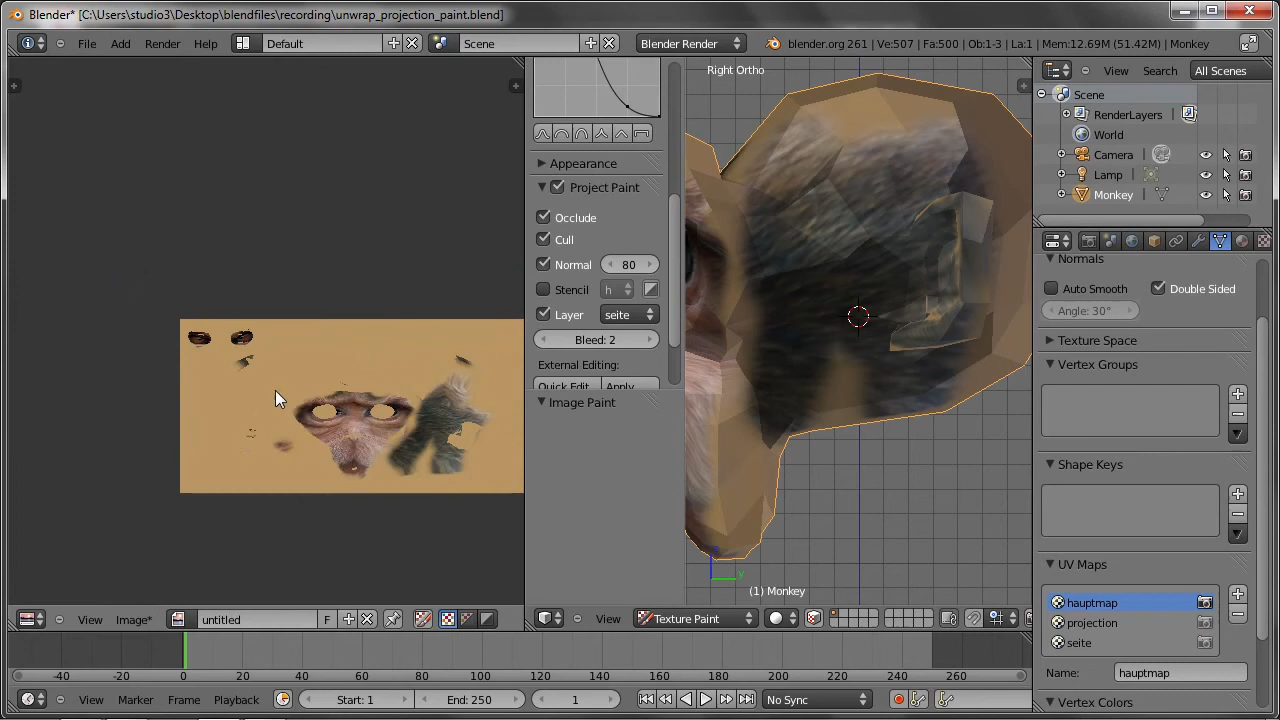 Blender* [C:\Users\studio3\Desktop\blendfiles\recording\unwrap_projection_paint.blend]
File Add Render Help Default Scene Blender Render blender.org 261 | Ve:507 | Fa:500 | Ob:1-3 | La:1 | Mem:12.69M (51.42M) | Monkey
Right Ortho
View Search All Scenes
Scene
RenderLayers
World
Camera
Lamp
Monkey
Appearance
Project Paint
Occlude
Cull
Normal 80
Stencil h
Layer seite
Bleed: 2
External Editing:
Quick Edit Apply
Image Paint
Normals
Auto Smooth Double Sided
Angle: 30°
Texture Space
Vertex Groups
Shape Keys
UV Maps
hauptmap
projection
seite
Name: hauptmap
Vertex Colors
z
y
(1) Monkey
View Image* untitled F
View Texture Paint
-40 -20 0 20 40 60 80 100 120 140 160 180 200 220 240 260
View Marker Frame Playback Start: 1 End: 250 1 No Sync